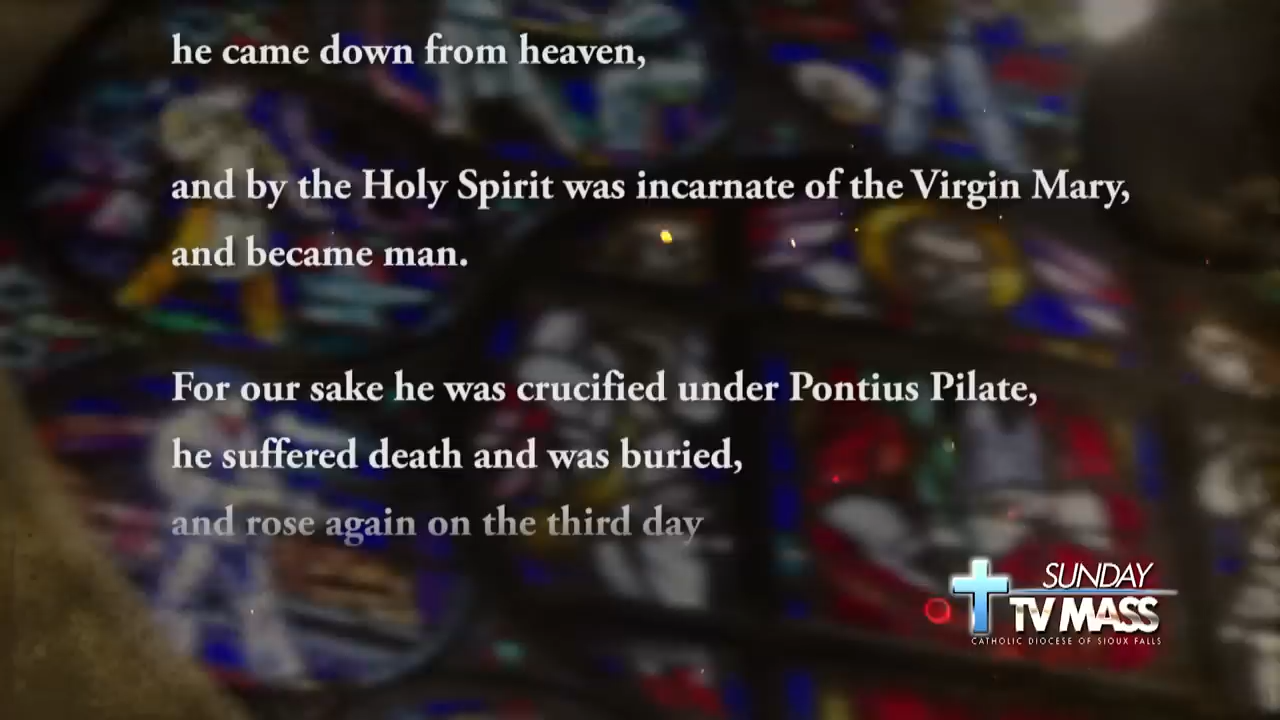 he came down from heaven,
and by the Holy Spirit was incarnate of the Virgin Mary,
and became man.
For our sake he was crucified under Pontius Pilate,
he suffered death and was buried,
and rose again on the third day
SUNDAY
TV MASS
CATHOLIC DIOCESE OF SIOUX FALLS